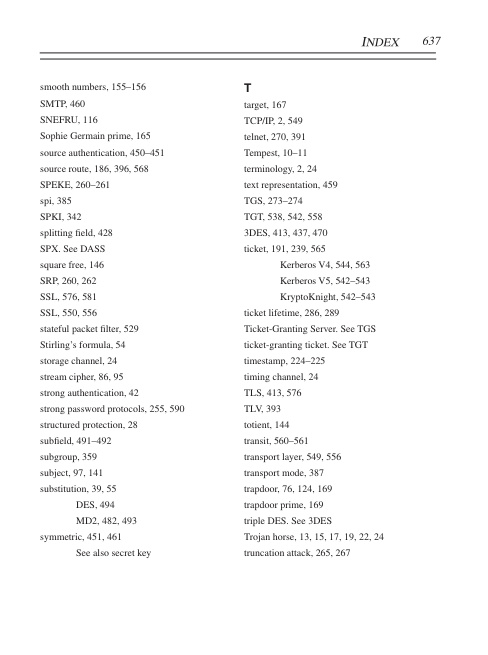 INDEX 637
smooth numbers, 155–156
SMTP, 460
SNEFRU, 116
Sophie Germain prime, 165
source authentication, 450–451
source route, 186, 396, 568
SPEKE, 260–261
spi, 385
SPKI, 342
splitting field, 428
SPX. See DASS
square free, 146
SRP, 260, 262
SSL, 576, 581
SSL, 550, 556
stateful packet filter, 529
Stirling's formula, 54
storage channel, 24
stream cipher, 86, 95
strong authentication, 42
strong password protocols, 255, 590
structured protection, 28
subfield, 491–492
subgroup, 359
subject, 97, 141
substitution, 39, 55
DES, 494
MD2, 482, 493
symmetric, 451, 461
See also secret key
T
target, 167
TCP/IP, 2, 549
telnet, 270, 391
Tempest, 10–11
terminology, 2, 24
text representation, 459
TGS, 273–274
TGT, 538, 542, 558
3DES, 413, 437, 470
ticket, 191, 239, 565
Kerberos V4, 544, 563
Kerberos V5, 542–543
KryptoKnight, 542–543
ticket lifetime, 286, 289
Ticket-Granting Server. See TGS
ticket-granting ticket. See TGT
timestamp, 224–225
timing channel, 24
TLS, 413, 576
TLV, 393
totient, 144
transit, 560–561
transport layer, 549, 556
transport mode, 387
trapdoor, 76, 124, 169
trapdoor prime, 169
triple DES. See 3DES
Trojan horse, 13, 15, 17, 19, 22, 24
truncation attack, 265, 267